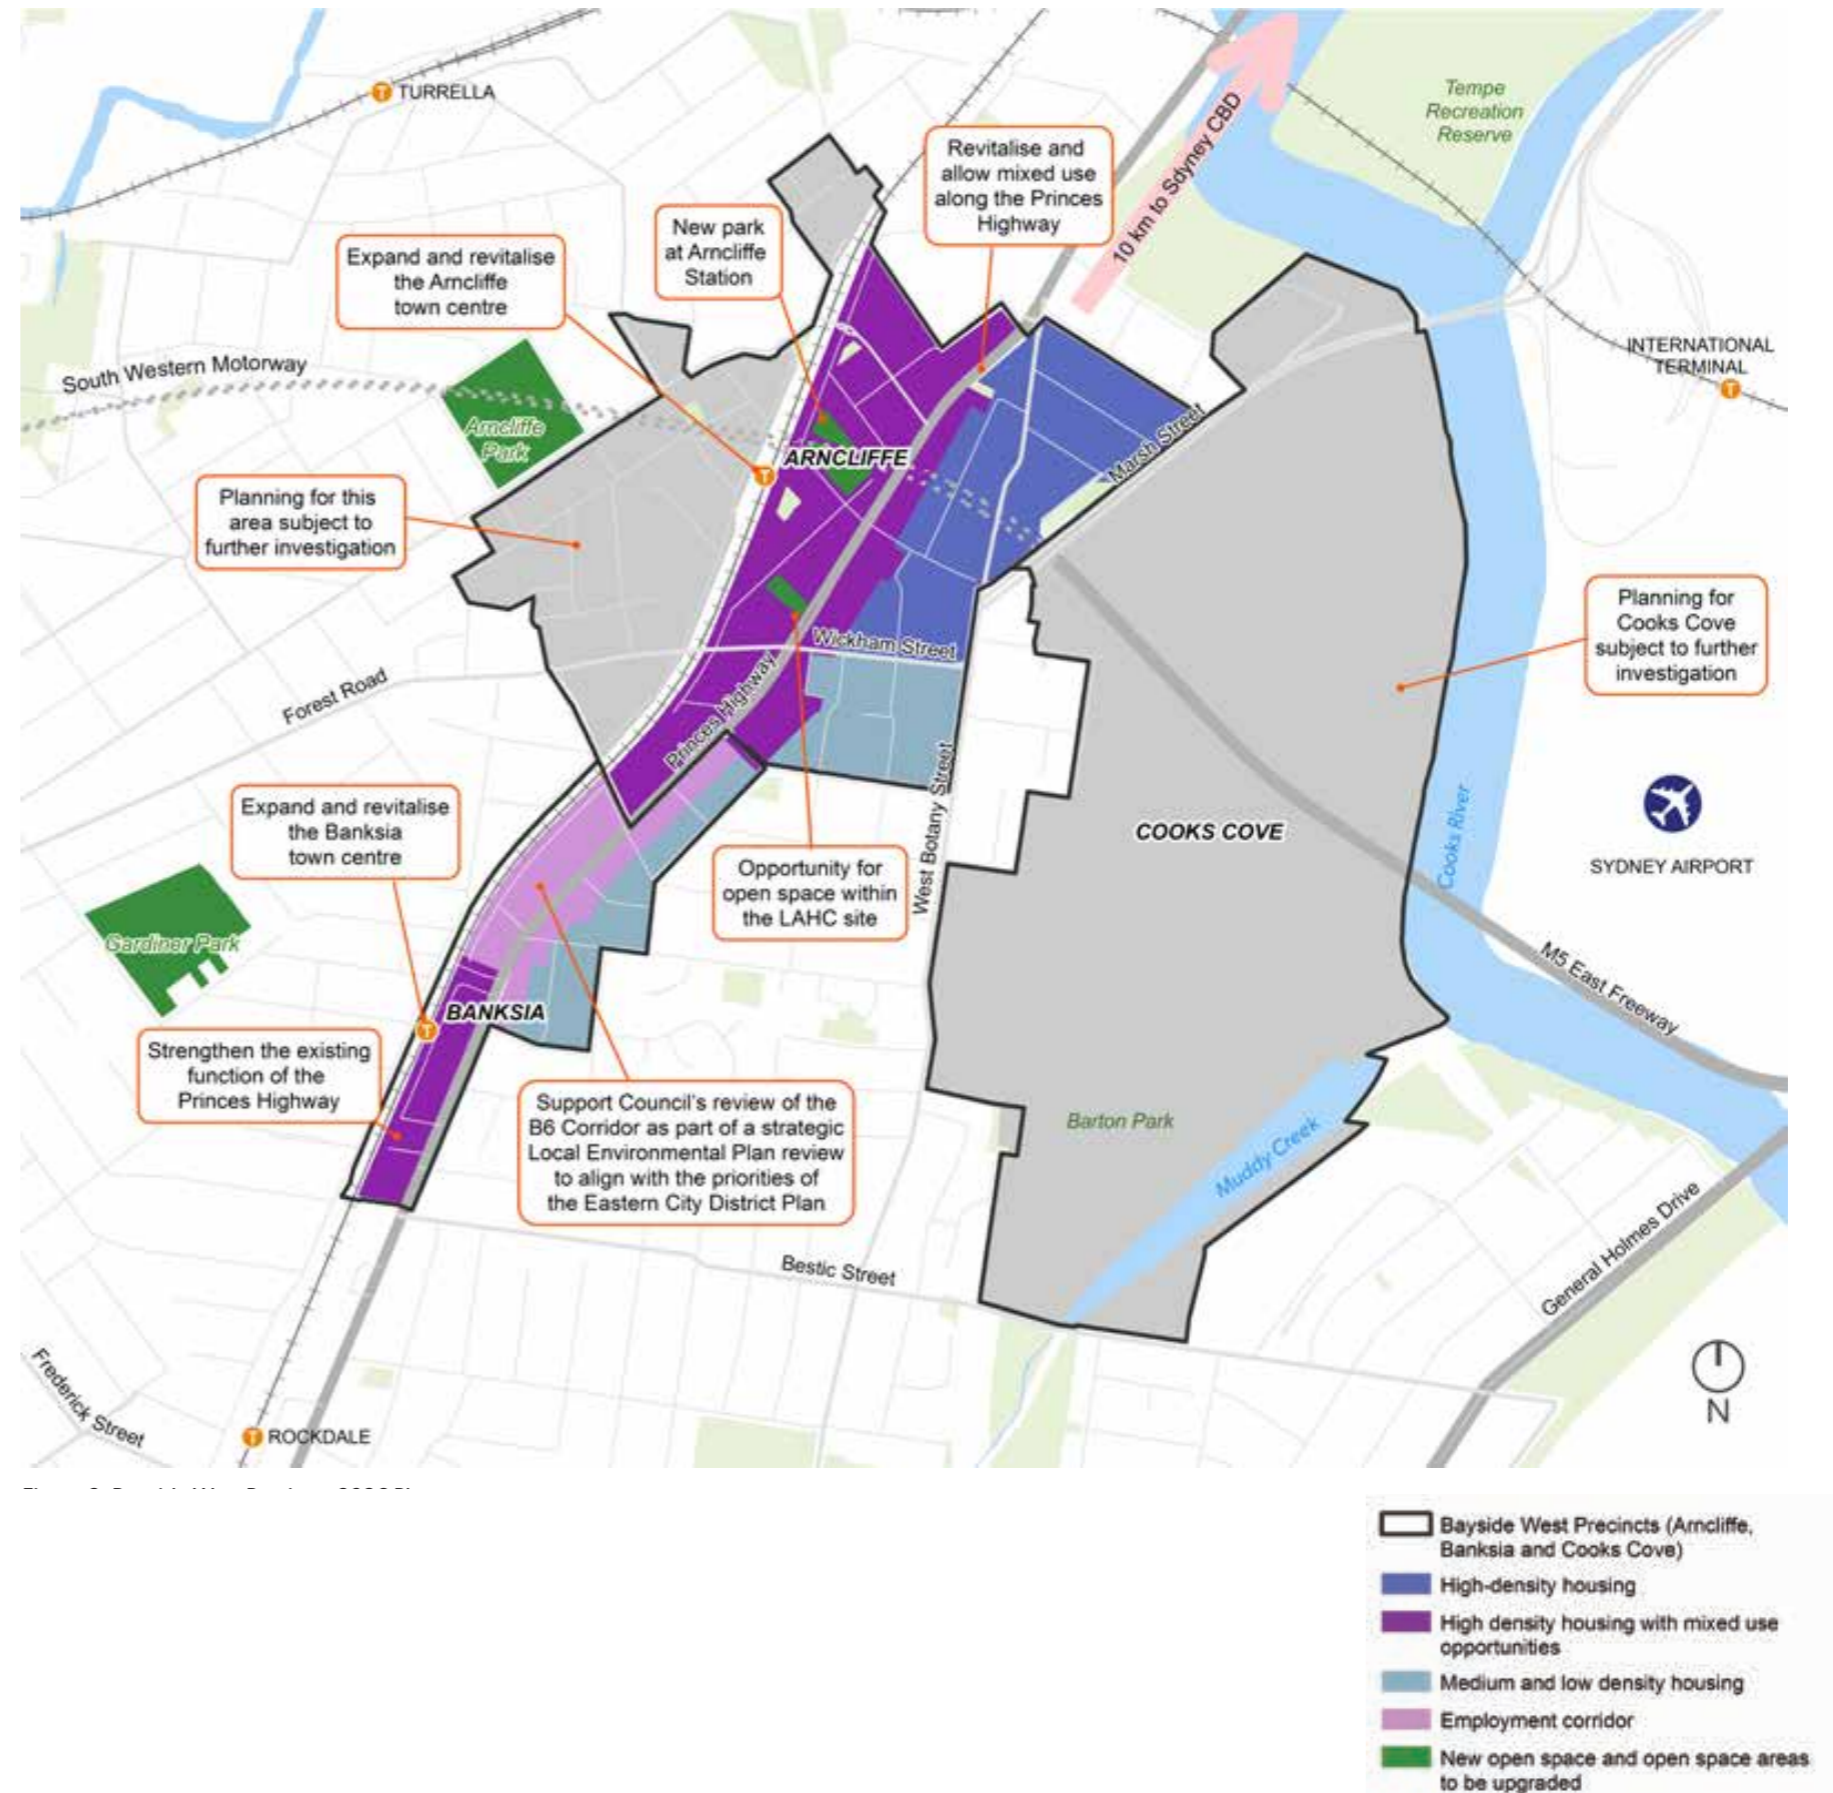 TURRELLA
Tempe
Recreation
Reserve
10 km to Sdyney CBD
Revitalise and
allow mixed use
along the Princes
Highway
New park
at Arncliffe
Station
Expand and revitalise
the Arncliffe
town centre
INTERNATIONAL
TERMINAL
T
T
South Western Motorway
Arncliffe
Park
ARNCLIFFE
T
Marsh Street
Planning for this
area subject to
further investigation
Planning for
Cooks Cove
subject to further
investigation
Wickham Street
Forest Road
Princes Highway
West Botany Street
Expand and revitalise
the Banksia
town centre
COOKS COVE
Cooks River
SYDNEY AIRPORT
Opportunity for
open space within
the LAHC site
Gardiner Park
M5 East Freeway
BANKSIA
T
Strengthen the existing
function of the
Princes Highway
Support Council's review of the
B6 Corridor as part of a strategic
Local Environmental Plan review
to align with the priorities of
the Eastern City District Plan
Barton Park
Muddy Creek
General Holmes Drive
Bestic Street
Frederick Street
T
ROCKDALE
N
Bayside West Precincts (Arncliffe,
Banksia and Cooks Cove)
High-density housing
High density housing with mixed use
opportunities
Medium and low density housing
Employment corridor
New open space and open space areas
to be upgraded